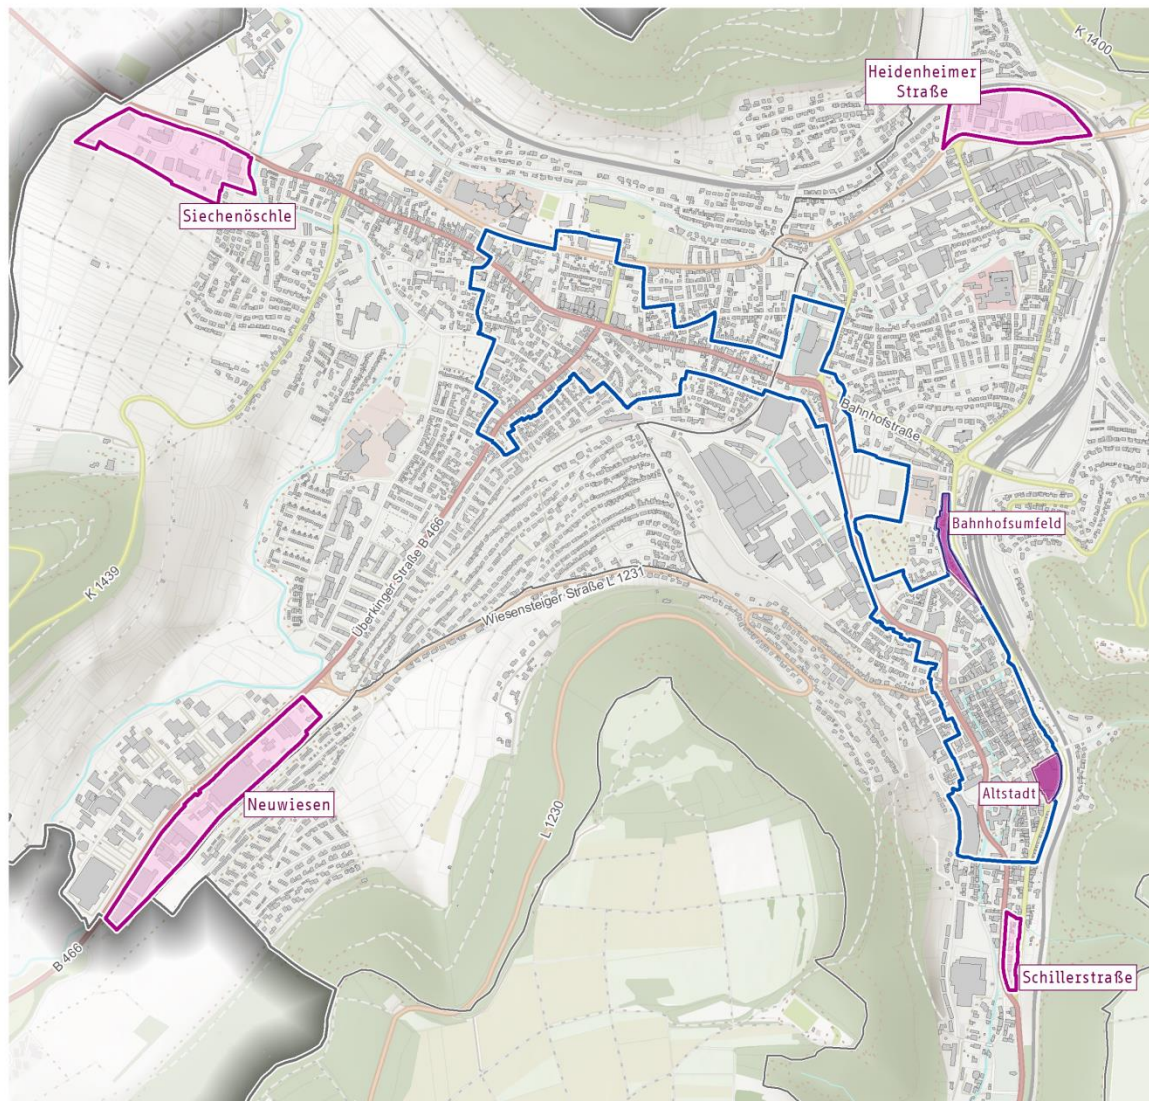 K 1400
Heidenheimer
Straße
Siechenöschle
Bahnhofstraße
Bahnhofsumfeld
K 1439
Überkinger Straße B 466
Wiesensteiger Straße L 1231
Neuwiesen
Altstadt
L 1230
B 466
Schillerstraße